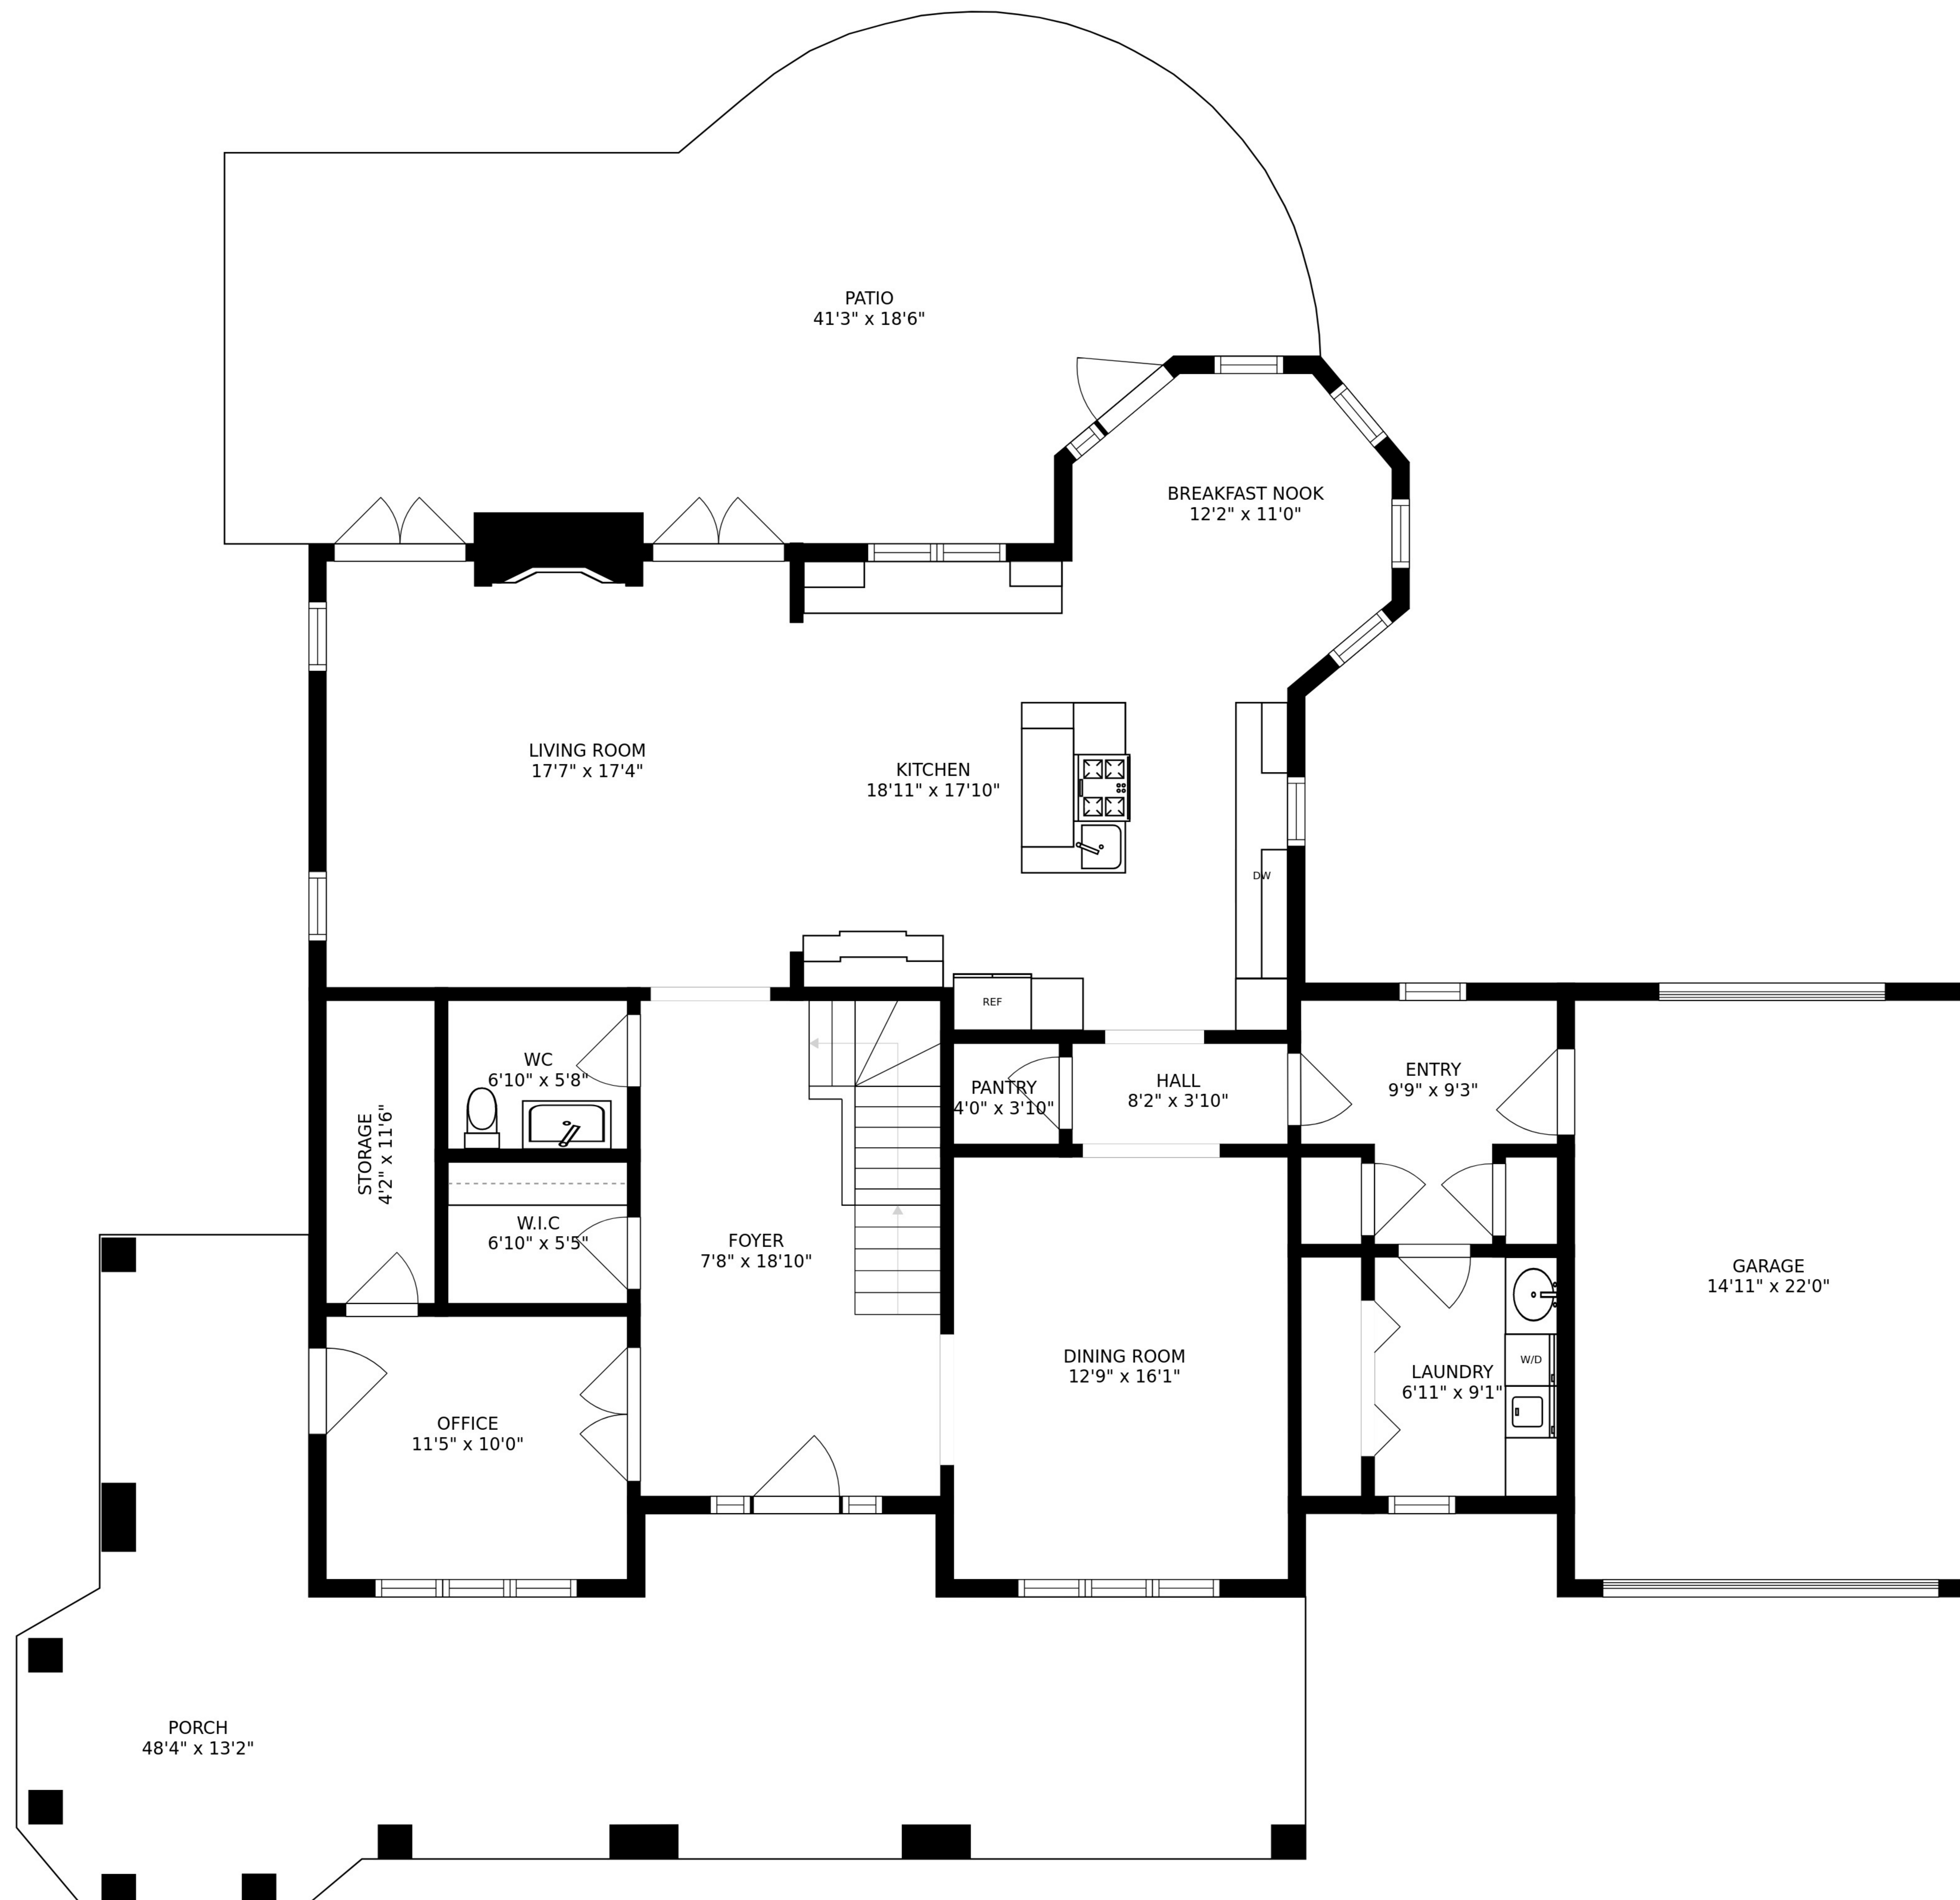 PATIO
41'3" x 18'6"
BREAKFAST NOOK
12'2" x 11'0"
LIVING ROOM
17'7" x 17'4"
KITCHEN
18'11" x 17'10"
DW
REF
WC
6'10" x 5'8"
STORAGE
4'2" x 11'6"
PANTRY
4'0" x 3'10"
HALL
8'2" x 3'10"
ENTRY
9'9" x 9'3"
W.I.C
6'10" x 5'5"
FOYER
7'8" x 18'10"
GARAGE
14'11" x 22'0"
DINING ROOM
12'9" x 16'1"
W/D
LAUNDRY
6'11" x 9'1"
OFFICE
11'5" x 10'0"
PORCH
48'4" x 13'2"